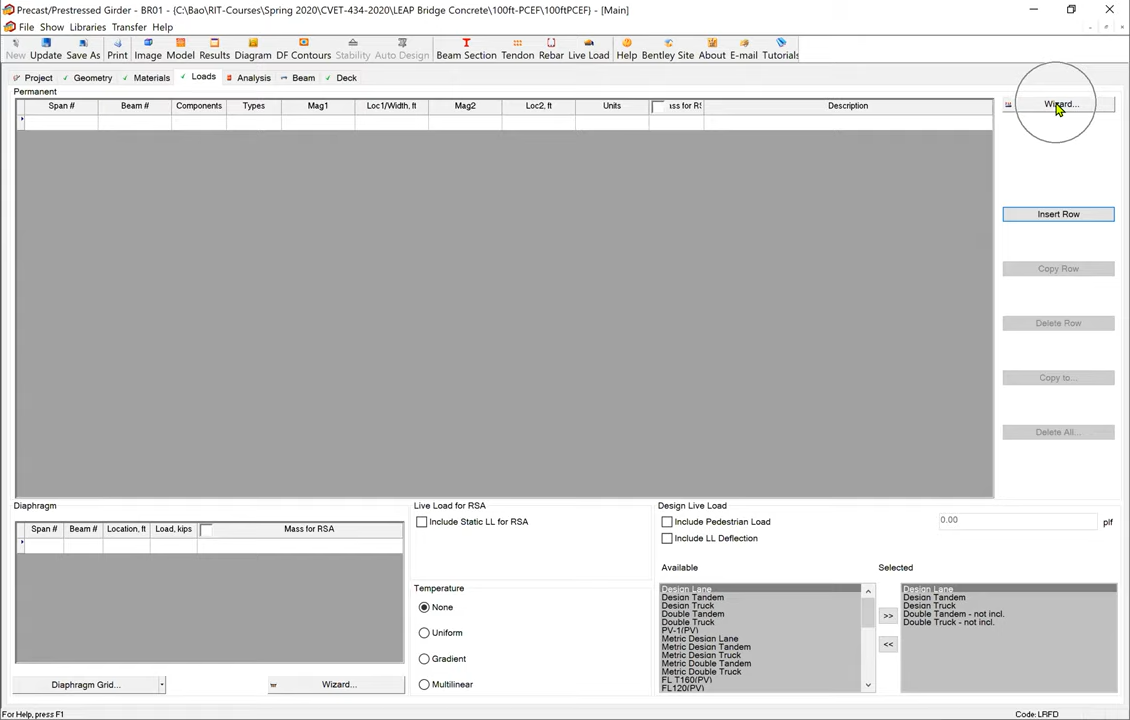 Precast/Prestressed Girder - BR01 - {C:\Bao\RIT-Courses\Spring 2020\CVET-434-2020\LEAP Bridge Concrete\100ft-PCEF\100ftPCEF} - [Main]
File Show Libraries Transfer Help
New Update Save As Print Image Model Results Diagram DF Contours Stability Auto Design Beam Section Tendon Rebar Live Load Help Bentley Site About E-mail Tutorials
Project Geometry Materials Loads Analysis Beam Deck
Permanent
Span # Beam # Components Types Mag1 Loc1/Width, ft Mag2 Loc2, ft Units ass for RS Description
Wizard...
Insert Row
Copy Row
Delete Row
Copy to...
Delete All...
Diaphragm
Span # Beam # Location, ft Load, kips Mass for RSA
Diaphragm Grid...
Wizard...
Live Load for RSA
Include Static LL for RSA
Temperature
None
Uniform
Gradient
Multilinear
Design Live Load
Include Pedestrian Load 0.00 plf
Include LL Deflection
Available
Design Lane
Design Tandem
Design Truck
Double Tandem
Double Truck
PV-1(PV)
Metric Design Lane
Metric Design Tandem
Metric Design Truck
Metric Double Tandem
Metric Double Truck
FL T160(PV)
FL120(PV)
>>
<<
Selected
Design Lane
Design Tandem
Design Truck
Double Tandem - not incl.
Double Truck - not incl.
For Help, press F1
Code: LRFD